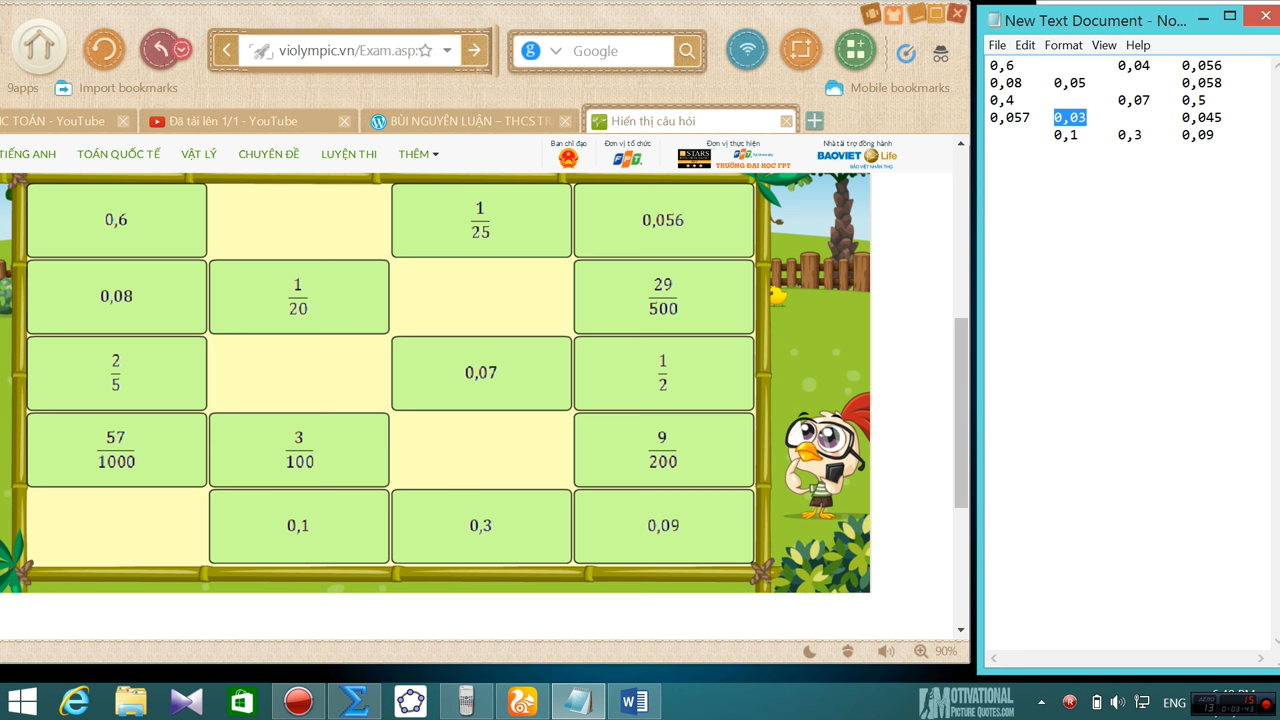 New Text Document - No...
violympic.vn/Exam.asp:
Google
File Edit Format View Help
9apps
Import bookmarks
Mobile bookmarks
0,6 0,04 0,056
0,08 0,05 0,058
0,4 0,07 0,5
0,057 0,03 0,045
0,1 0,3 0,09
IC TOÁN - YouTube
Đã tải lên 1/1 - YouTube
BÙI NGUYÊN LUÂN – THCS TR
Hiển thị câu hỏi
TIẾNG ANH
TOÁN QUỐC TẾ
VẬT LÝ
CHUYÊN ĐỀ
LUYỆN THI
THÊM
Ban chỉ đạo
Đơn vị tổ chức
Đơn vị thực hiện
Nhà tài trợ đồng hành
FPT
STARS
FPT
TRƯỜNG ĐẠI HỌC FPT
BAOVIET Life
0,6
1
25
0,056
0,08
1
20
29
500
2
5
0,07
1
2
57
1000
3
100
9
200
0,1
0,3
0,09
90%
MOTIVATIONAL
PICTURE QUOTES.COM
ENG